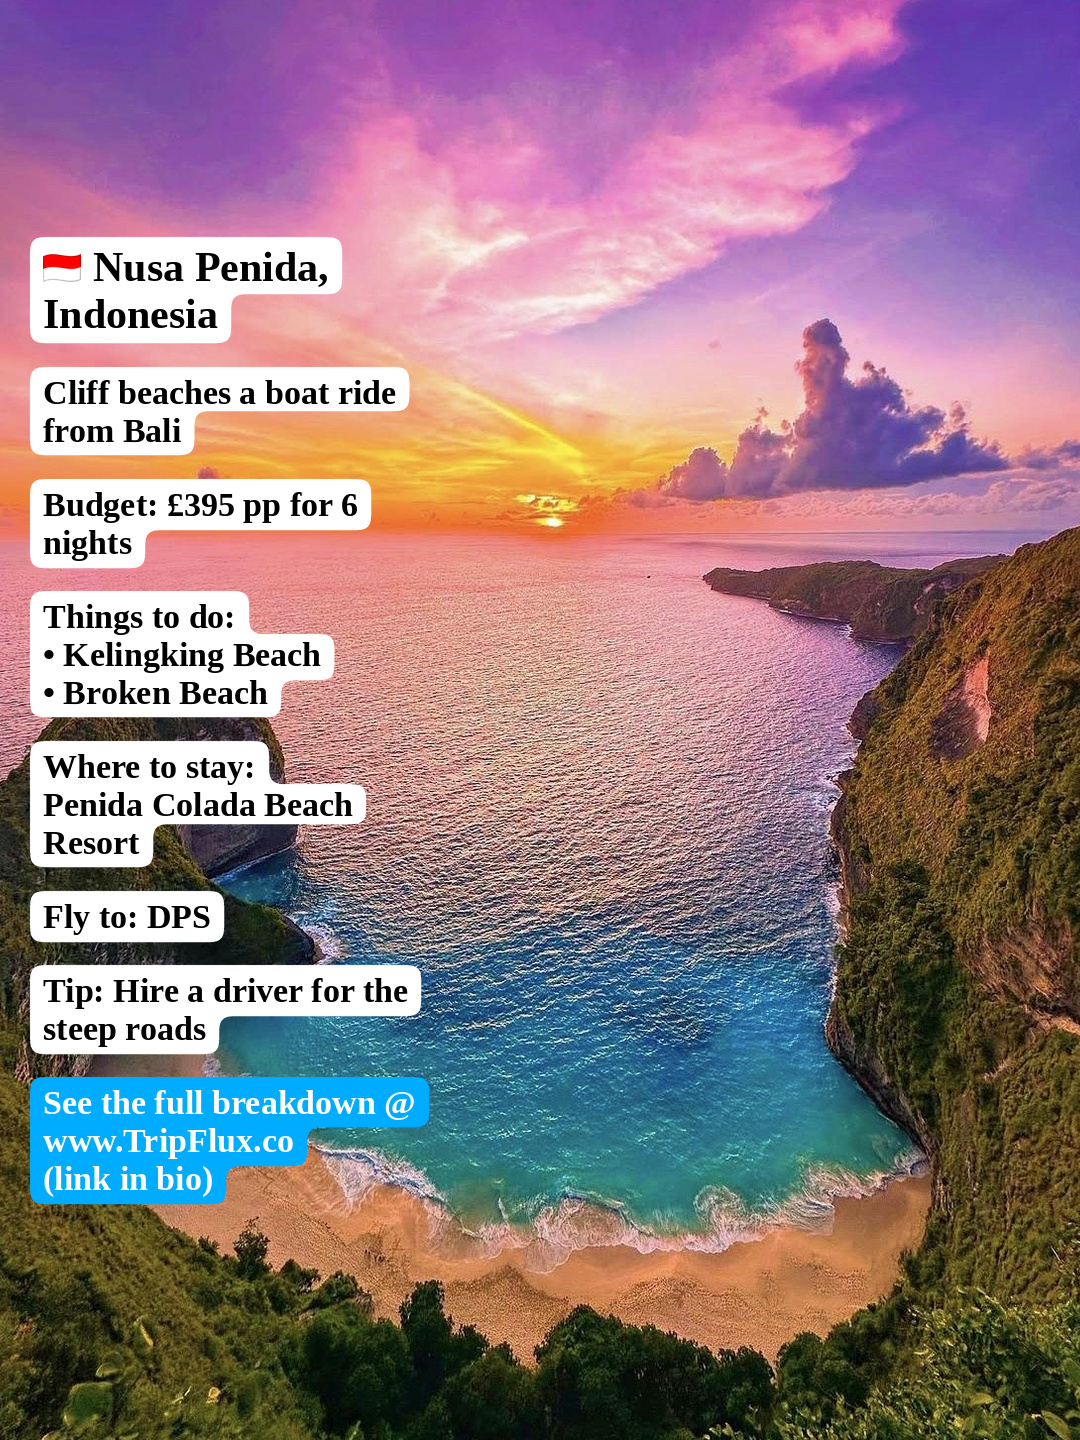 🇮🇩 Nusa Penida,
Indonesia
Cliff beaches a boat ride
from Bali
Budget: £395 pp for 6
nights
Things to do:
• Kelingking Beach
• Broken Beach
Where to stay:
Penida Colada Beach
Resort
Fly to: DPS
Tip: Hire a driver for the
steep roads
See the full breakdown @
www.TripFlux.co
(link in bio)